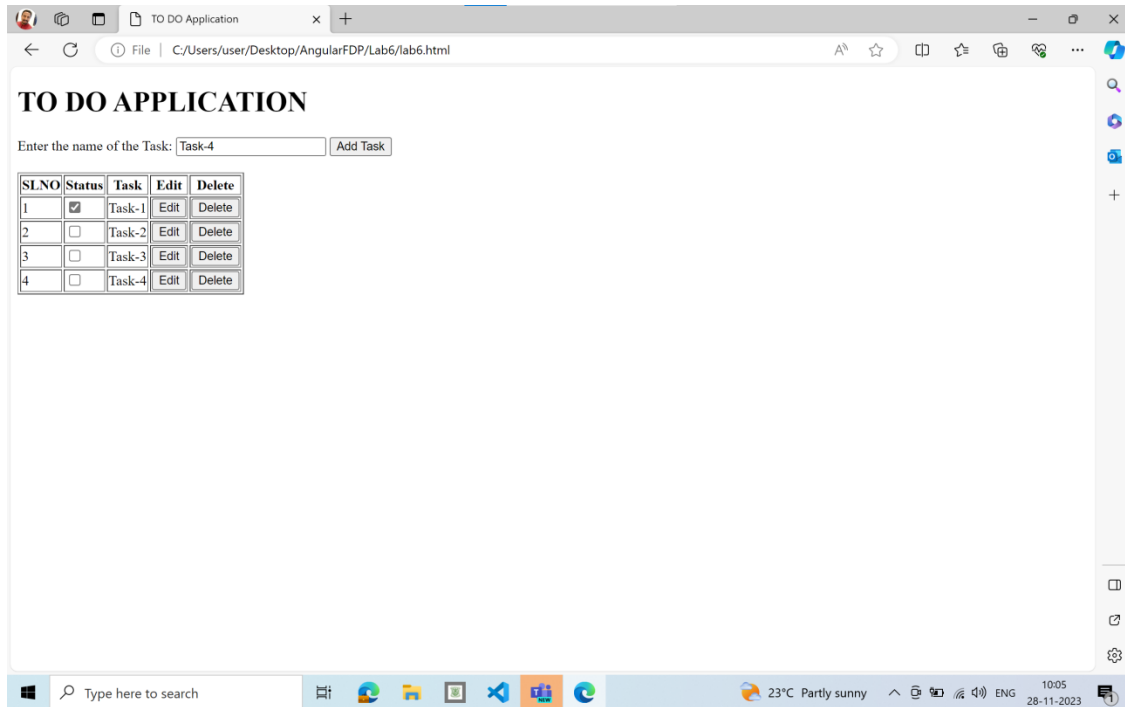 TO DO Application
File | C:/Users/user/Desktop/AngularFDP/Lab6/lab6.html
TO DO APPLICATION
Enter the name of the Task: Task-4 Add Task
SLNO Status Task Edit Delete
1 Task-1 Edit Delete
2 Task-2 Edit Delete
3 Task-3 Edit Delete
4 Task-4 Edit Delete
Type here to search
23°C Partly sunny
ENG
10:05
28-11-2023